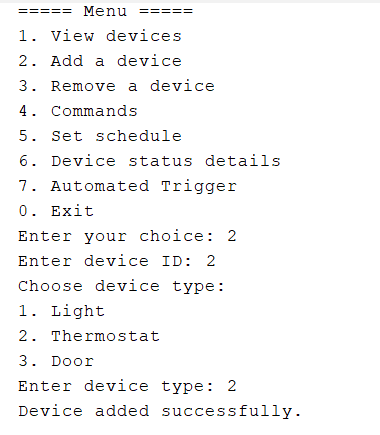 ===== Menu =====
1. View devices
2. Add a device
3. Remove a device
4. Commands
5. Set schedule
6. Device status details
7. Automated Trigger
0. Exit
Enter your choice: 2
Enter device ID: 2
Choose device type:
1. Light
2. Thermostat
3. Door
Enter device type: 2
Device added successfully.